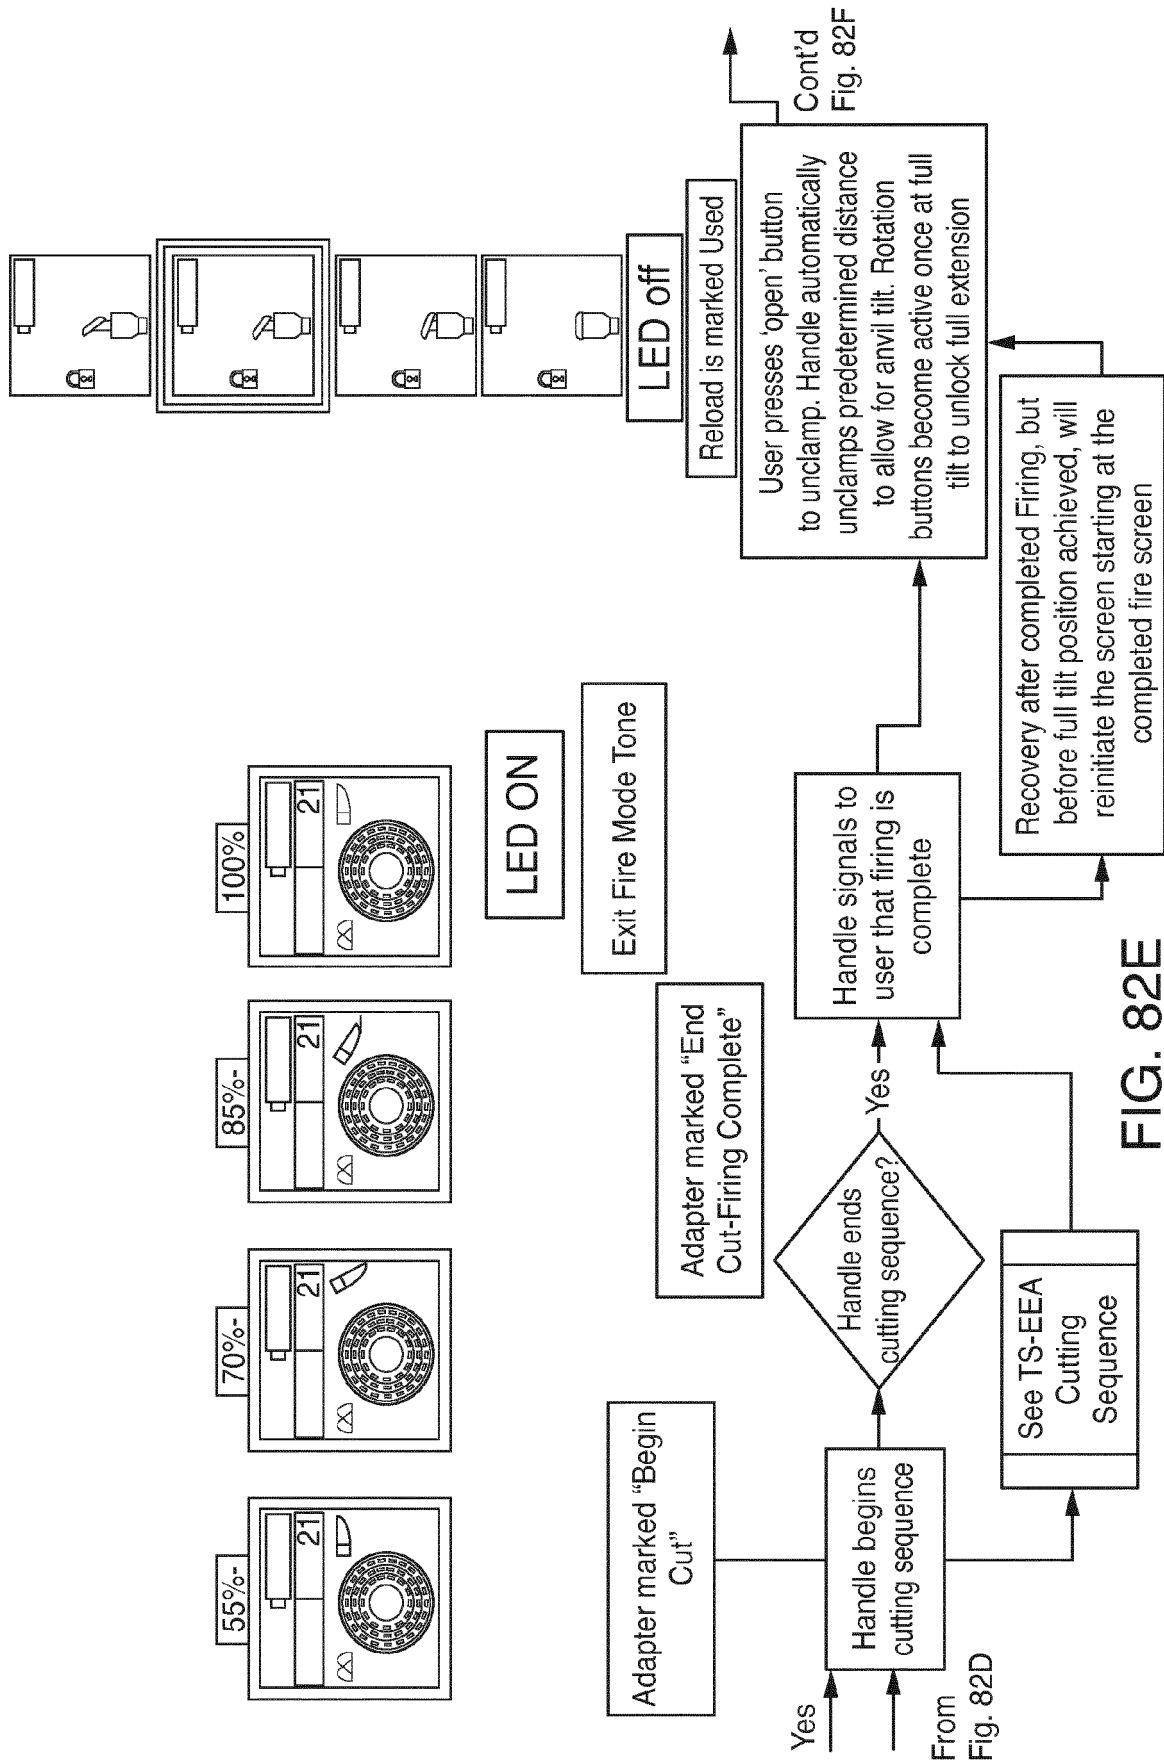 55%-
70%-
85%-
100%
21
21
21
21
LED ON
Exit Fire Mode Tone
LED off
Reload is marked Used
Adapter marked “Begin
Cut”
Adapter marked “End
Cut-Firing Complete”
Yes
From
Fig. 82D
Handle begins
cutting sequence
Handle ends
cutting sequence?
Yes
Handle signals to
user that firing is
complete
User presses ‘open’ button
to unclamp. Handle automatically
unclamps predetermined distance
to allow for anvil tilt. Rotation
buttons become active once at full
tilt to unlock full extension
Cont’d
Fig. 82F
See TS-EEA
Cutting
Sequence
Recovery after completed Firing, but
before full tilt position achieved, will
reinitiate the screen starting at the
completed fire screen
FIG. 82E